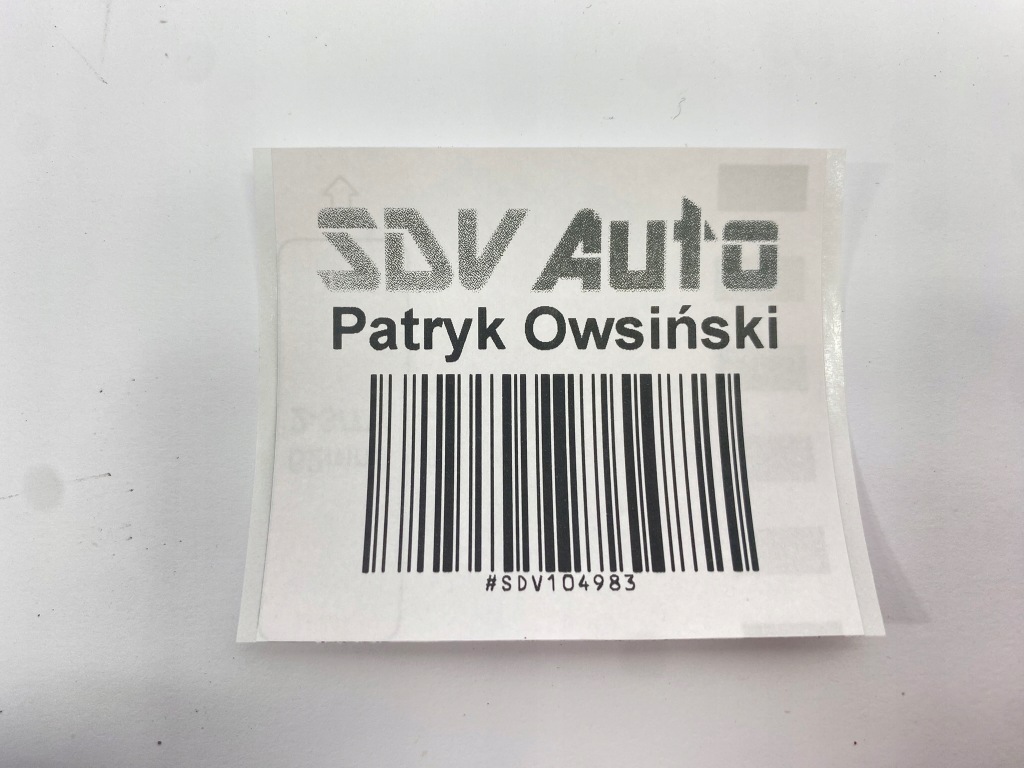 SDV Auto
Patryk Owsiński
#SDV104983